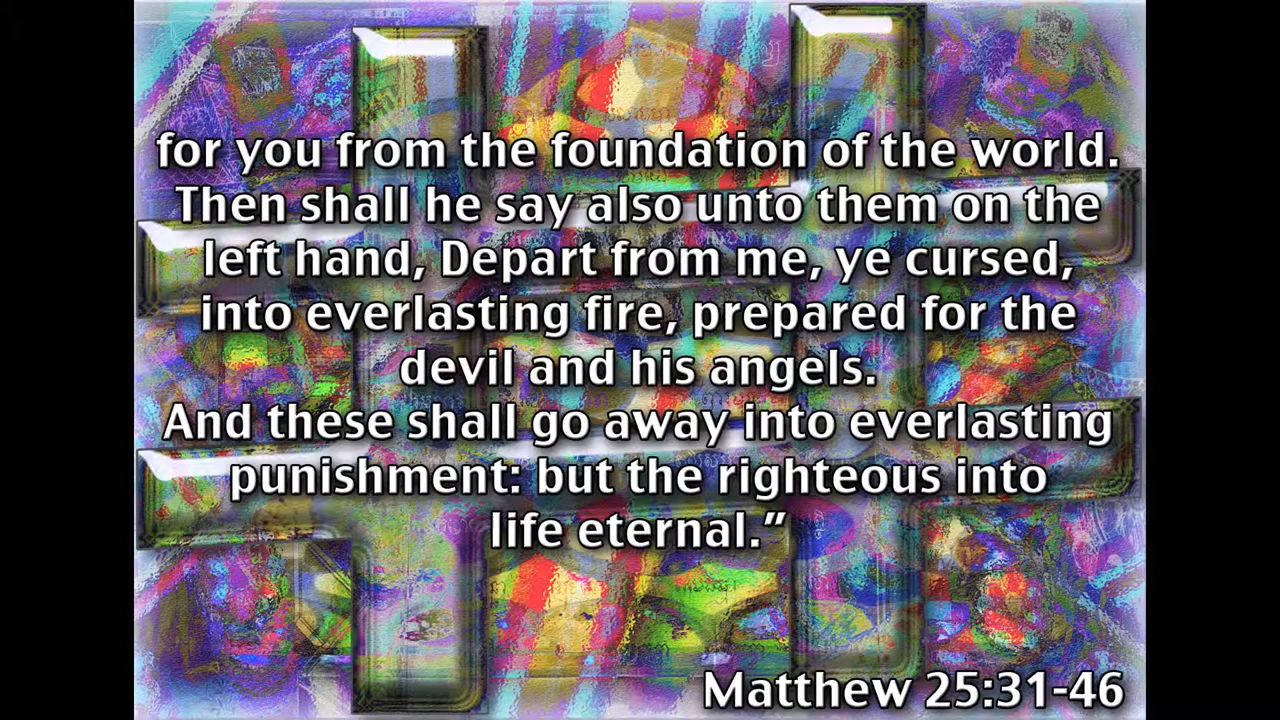 for you from the foundation of the world.
Then shall he say also unto them on the
left hand, Depart from me, ye cursed,
into everlasting fire, prepared for the
devil and his angels.
And these shall go away into everlasting
punishment: but the righteous into
life eternal.”
Matthew 25:31-46